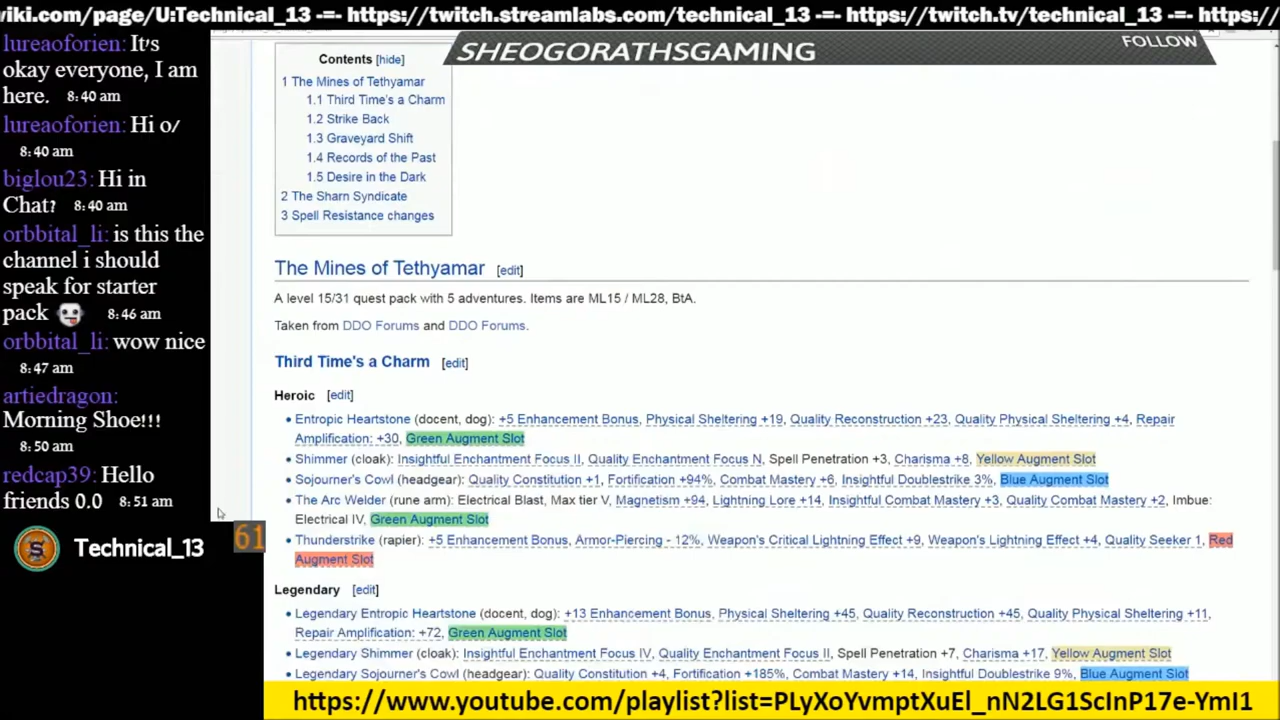 wiki.com/page/U:Technical_13 -=- https://twitch.streamlabs.com/technical_13 -=- https://twitch.tv/technical_13 -=- https:/
lureaoforien: It's
okay everyone, I am
here. 8:40 am
lureaoforien: Hi o/
8:40 am
biglou23: Hi in
Chat? 8:40 am
orbbital_li: is this the
channel i should
speak for starter
pack 8:46 am
orbbital_li: wow nice
8:47 am
artiedragon:
Morning Shoe!!!
8:50 am
redcap39: Hello
friends 0.0 8:51 am
Technical_13
61
SHEOGORATHSGAMING
FOLLOW
Contents [hide]
1 The Mines of Tethyamar
1.1 Third Time's a Charm
1.2 Strike Back
1.3 Graveyard Shift
1.4 Records of the Past
1.5 Desire in the Dark
2 The Sharn Syndicate
3 Spell Resistance changes
The Mines of Tethyamar [edit]
A level 15/31 quest pack with 5 adventures. Items are ML15 / ML28, BtA.
Taken from DDO Forums and DDO Forums.
Third Time's a Charm [edit]
Heroic [edit]
• Entropic Heartstone (docent, dog): +5 Enhancement Bonus, Physical Sheltering +19, Quality Reconstruction +23, Quality Physical Sheltering +4, Repair
Amplification: +30, Green Augment Slot
• Shimmer (cloak): Insightful Enchantment Focus II, Quality Enchantment Focus N, Spell Penetration +3, Charisma +8, Yellow Augment Slot
• Sojourner's Cowl (headgear): Quality Constitution +1, Fortification +94%, Combat Mastery +6, Insightful Doublestrike 3%, Blue Augment Slot
• The Arc Welder (rune arm): Electrical Blast, Max tier V, Magnetism +94, Lightning Lore +14, Insightful Combat Mastery +3, Quality Combat Mastery +2, Imbue:
Electrical IV, Green Augment Slot
• Thunderstrike (rapier): +5 Enhancement Bonus, Armor-Piercing - 12%, Weapon's Critical Lightning Effect +9, Weapon's Lightning Effect +4, Quality Seeker 1, Red
Augment Slot
Legendary [edit]
• Legendary Entropic Heartstone (docent, dog): +13 Enhancement Bonus, Physical Sheltering +45, Quality Reconstruction +45, Quality Physical Sheltering +11,
Repair Amplification: +72, Green Augment Slot
• Legendary Shimmer (cloak): Insightful Enchantment Focus IV, Quality Enchantment Focus II, Spell Penetration +7, Charisma +17, Yellow Augment Slot
• Legendary Sojourner's Cowl (headgear): Quality Constitution +4, Fortification +185%, Combat Mastery +14, Insightful Doublestrike 9%, Blue Augment Slot
https://www.youtube.com/playlist?list=PLyXoYvmptXuEl_nN2LG1ScInP17e-YmI1